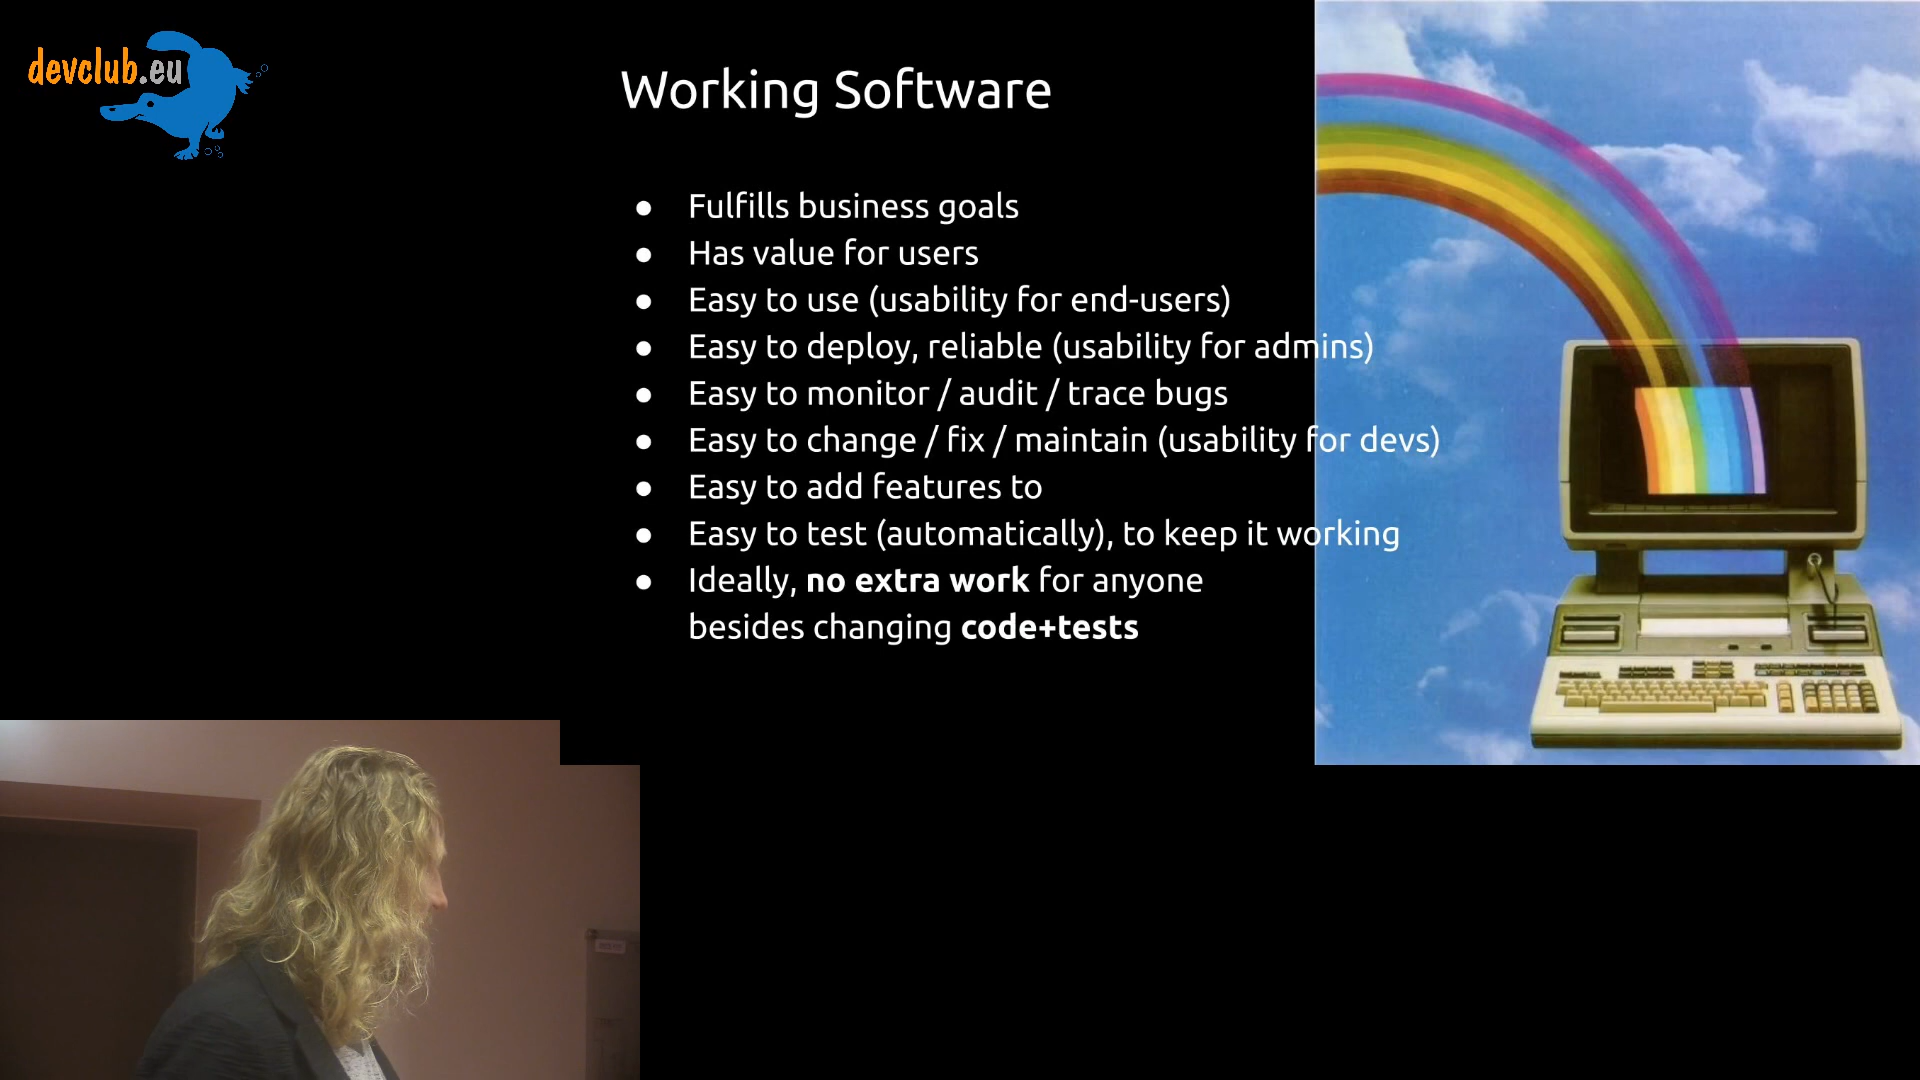 devclub.eu
Working Software
● Fulfills business goals
● Has value for users
● Easy to use (usability for end-users)
● Easy to deploy, reliable (usability for admins)
● Easy to monitor / audit / trace bugs
● Easy to change / fix / maintain (usability for devs)
● Easy to add features to
● Easy to test (automatically), to keep it working
● Ideally, no extra work for anyone
besides changing code+tests